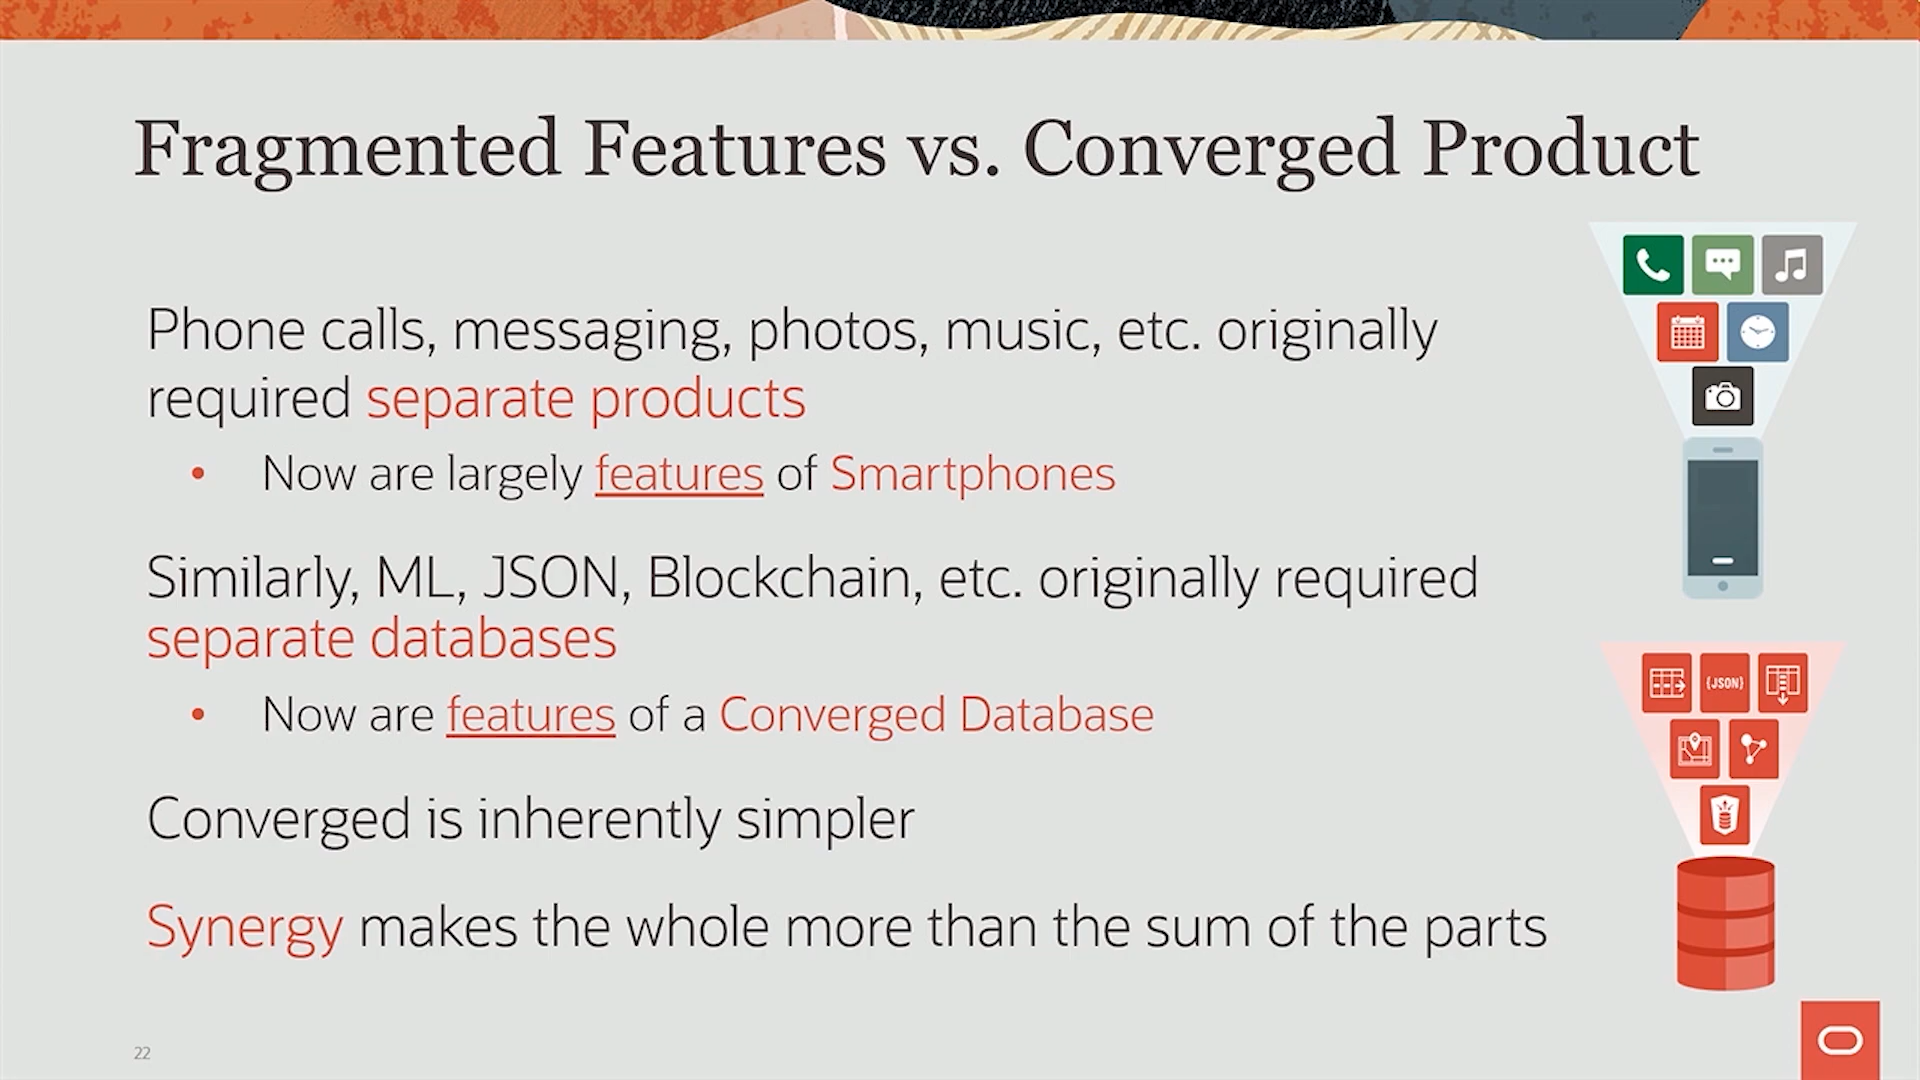 Fragmented Features vs. Converged Product
Phone calls, messaging, photos, music, etc. originally
required separate products
• Now are largely features of Smartphones
Similarly, ML, JSON, Blockchain, etc. originally required
separate databases
• Now are features of a Converged Database
Converged is inherently simpler
Synergy makes the whole more than the sum of the parts
{JSON}
22